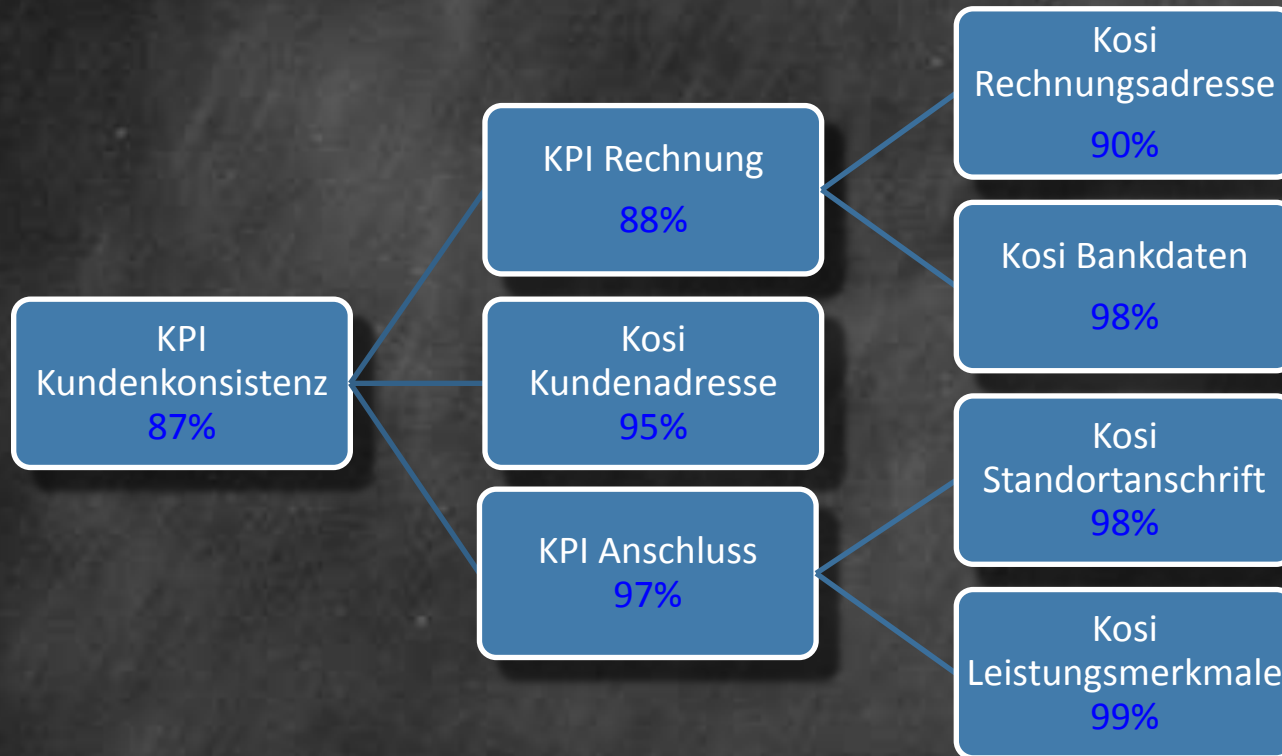 KPI
Kundenkonsistenz
87%
KPI Rechnung
88%
Kosi
Kundenadresse
95%
KPI Anschluss
97%
Kosi
Rechnungsadresse
90%
Kosi Bankdaten
98%
Kosi
Standortanschrift
98%
Kosi
Leistungsmerkmale
99%